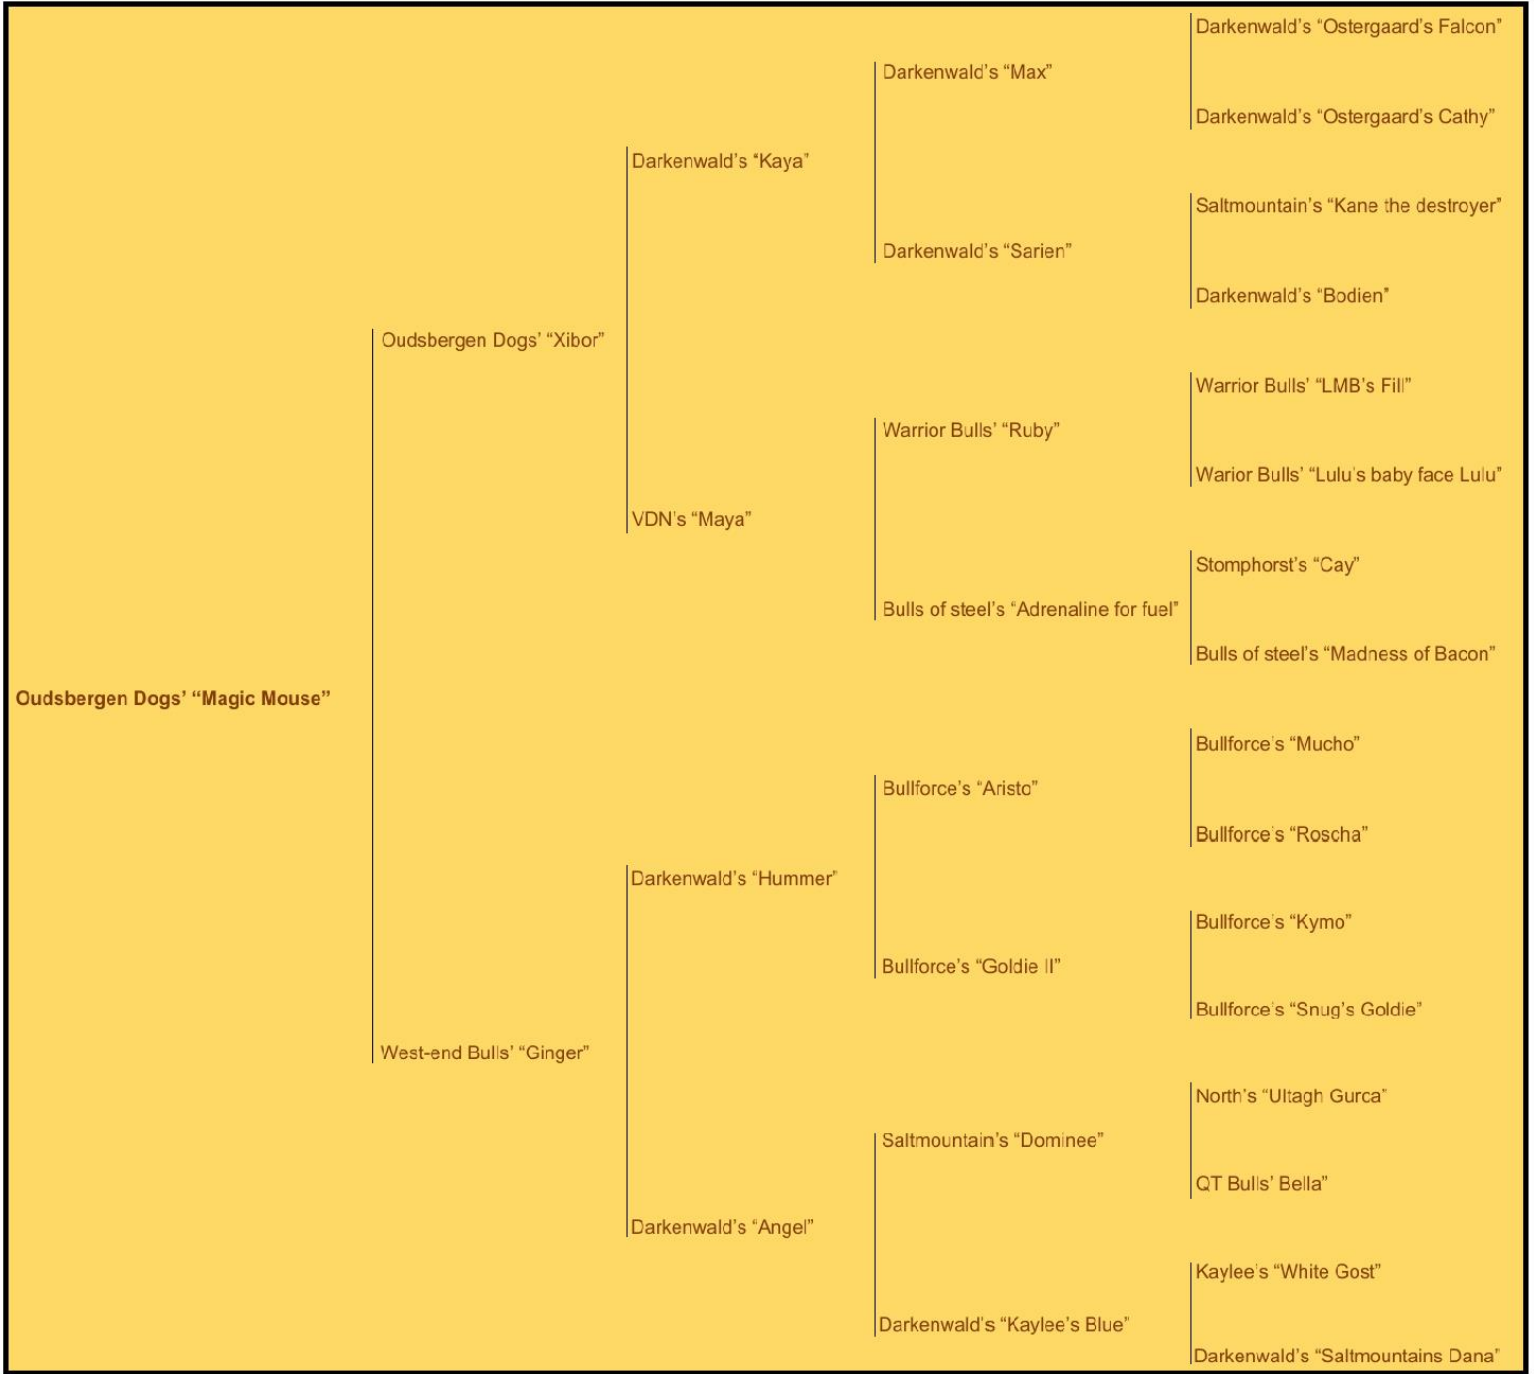 Darkenwald's “Ostergaard's Falcon”
Darkenwald's “Max”
Darkenwald's “Ostergaard's Cathy”
Darkenwald's “Kaya”
Saltmountain's “Kane the destroyer”
Darkenwald's “Sarien”
Darkenwald's “Bodien”
Oudsbergen Dogs' “Xibor”
Warrior Bulls' “LMB's Fill”
Warrior Bulls' “Ruby”
Warior Bulls' “Lulu's baby face Lulu”
VDN's “Maya”
Stomphorst's “Cay”
Bulls of steel's “Adrenaline for fuel”
Bulls of steel's “Madness of Bacon”
Oudsbergen Dogs' “Magic Mouse”
Bullforce's “Mucho”
Bullforce's “Aristo”
Bullforce's “Roscha”
Darkenwald's “Hummer”
Bullforce's “Kymo”
Bullforce's “Goldie II”
Bullforce's “Snug's Goldie”
West-end Bulls' “Ginger”
North's “Ultagh Gurca”
Saltmountain's “Dominee”
QT Bulls' Bella”
Darkenwald's “Angel”
Kaylee's “White Gost”
Darkenwald's “Kaylee's Blue”
Darkenwald's “Saltmountains Dana”